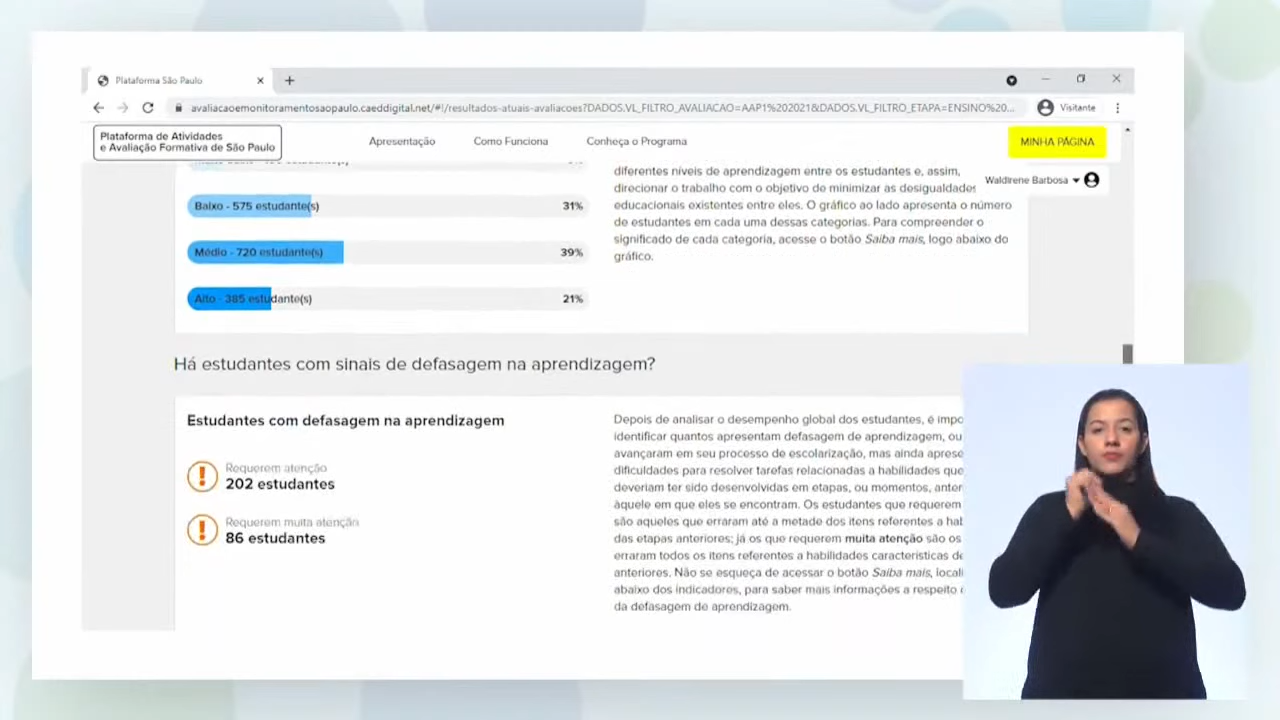 Plataforma São Paulo
avaliacaoemonitoramentosaopaulo.caeddigital.net/#!/resultados-atuais-avaliacoes?DADOS.VL_FILTRO_AVALIACAO=AAP1%202021&DADOS.VL_FILTRO_ETAPA=ENSINO%20...
Visitante
Plataforma de Atividades
e Avaliação Formativa de São Paulo
Apresentação
Como Funciona
Conheça o Programa
MINHA PÁGINA
Waldirene Barbosa
Baixo - 575 estudante(s) 31%
Médio - 720 estudante(s) 39%
Alto - 385 estudante(s) 21%
diferentes níveis de aprendizagem entre os estudantes e, assim,
direcionar o trabalho com o objetivo de minimizar as desigualdades
educacionais existentes entre eles. O gráfico ao lado apresenta o número
de estudantes em cada uma dessas categorias. Para compreender o
significado de cada categoria, acesse o botão Saiba mais, logo abaixo do
gráfico.
Há estudantes com sinais de defasagem na aprendizagem?
Estudantes com defasagem na aprendizagem
Requerem atenção
202 estudantes
Requerem muita atenção
86 estudantes
Depois de analisar o desempenho global dos estudantes, é impo
identificar quantos apresentam defasagem de aprendizagem, ou
avançaram em seu processo de escolarização, mas ainda aprese
dificuldades para resolver tarefas relacionadas a habilidades que
deveriam ter sido desenvolvidas em etapas, ou momentos, anter
àquele em que eles se encontram. Os estudantes que requerem
são aqueles que erraram até a metade dos itens referentes a hab
das etapas anteriores; já os que requerem muita atenção são os
erraram todos os itens referentes a habilidades características de
anteriores. Não se esqueça de acessar o botão Saiba mais, locali
abaixo dos indicadores, para saber mais informações a respeito
da defasagem de aprendizagem.